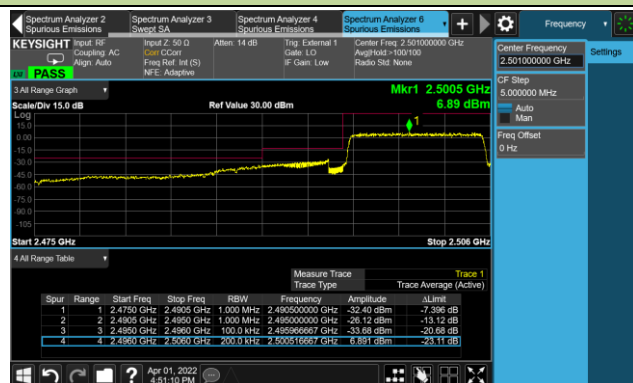 Spectrum Analyzer 2
Spurious Emissions
Spectrum Analyzer 3
Swept SA
Spectrum Analyzer 4
Spurious Emissions
Spectrum Analyzer 6
Spurious Emissions
Frequency
KEYSIGHT
Input: RF
Coupling: AC
Align: Auto
Input Z: 50 Ω
Corr CCorr
Freq Ref: Int (S)
NFE: Adaptive
Atten: 14 dB
Trig: External 1
Gate: LO
IF Gain: Low
Center Freq: 2.501000000 GHz
Avg|Hold:>100/100
Radio Std: None
PASS
Center Frequency
2.501000000 GHz
Settings
CF Step
5.000000 MHz
Auto
Man
Freq Offset
0 Hz
3 All Range Graph
Mkr1 2.5005 GHz
Scale/Div 15.0 dB
Ref Value 30.00 dBm
6.89 dBm
Log
15.0
0.00
-15.0
-30.0
-45.0
-60.0
-75.0
-90.0
-105
1
Start 2.475 GHz
Stop 2.506 GHz
4 All Range Table
Measure Trace Trace 1
Trace Type Trace Average (Active)
Spur Range Start Freq Stop Freq RBW Frequency Amplitude ΔLimit
1 1 2.4750 GHz 2.4905 GHz 1.000 MHz 2.490500000 GHz -32.40 dBm -7.396 dB
2 2 2.4905 GHz 2.4950 GHz 1.000 MHz 2.495000000 GHz -26.12 dBm -13.12 dB
3 3 2.4950 GHz 2.4960 GHz 100.0 kHz 2.495966667 GHz -33.68 dBm -20.68 dB
4 4 2.4960 GHz 2.5060 GHz 200.0 kHz 2.500516667 GHz 6.891 dBm -23.11 dB
Apr 01, 2022
4:51:10 PM